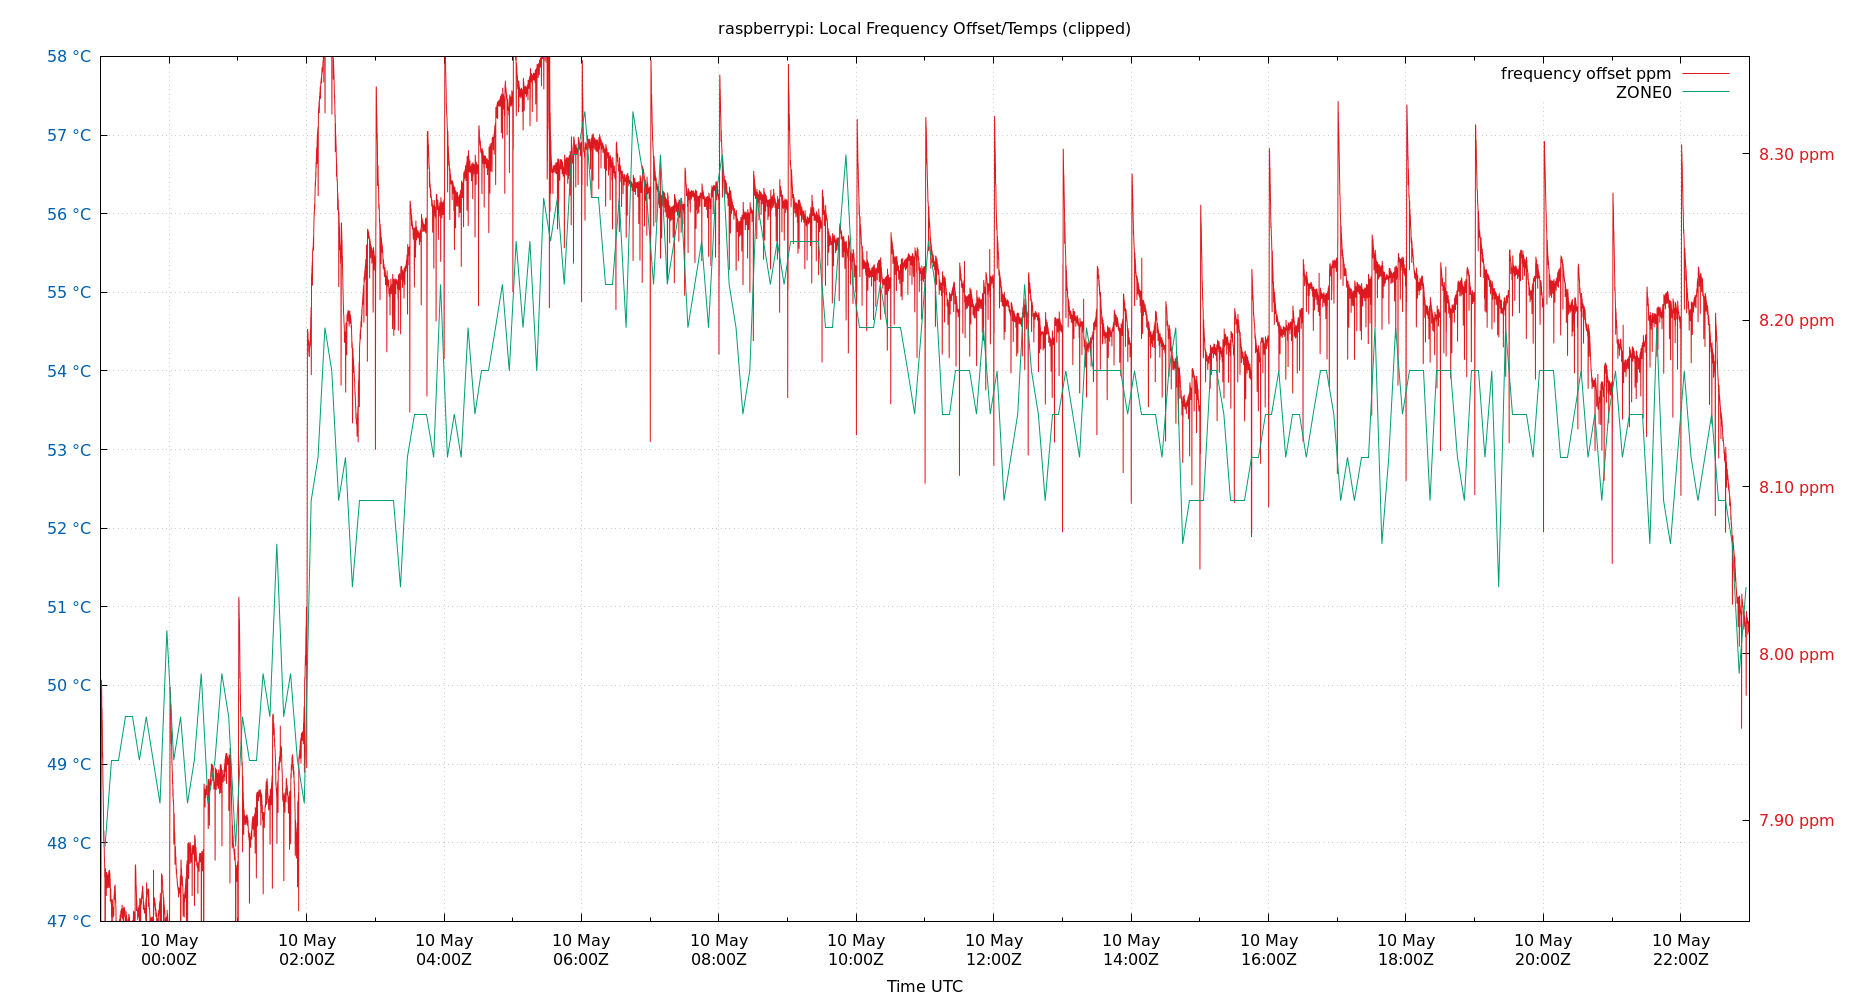 raspberrypi: Local Frequency Offset/Temps (clipped)
frequency offset ppm
ZONE0
58 °C
57 °C
56 °C
55 °C
54 °C
53 °C
52 °C
51 °C
50 °C
49 °C
48 °C
47 °C
8.30 ppm
8.20 ppm
8.10 ppm
8.00 ppm
7.90 ppm
10 May 10 May 10 May 10 May 10 May 10 May 10 May 10 May 10 May 10 May 10 May 10 May
00:00Z 02:00Z 04:00Z 06:00Z 08:00Z 10:00Z 12:00Z 14:00Z 16:00Z 18:00Z 20:00Z 22:00Z
Time UTC